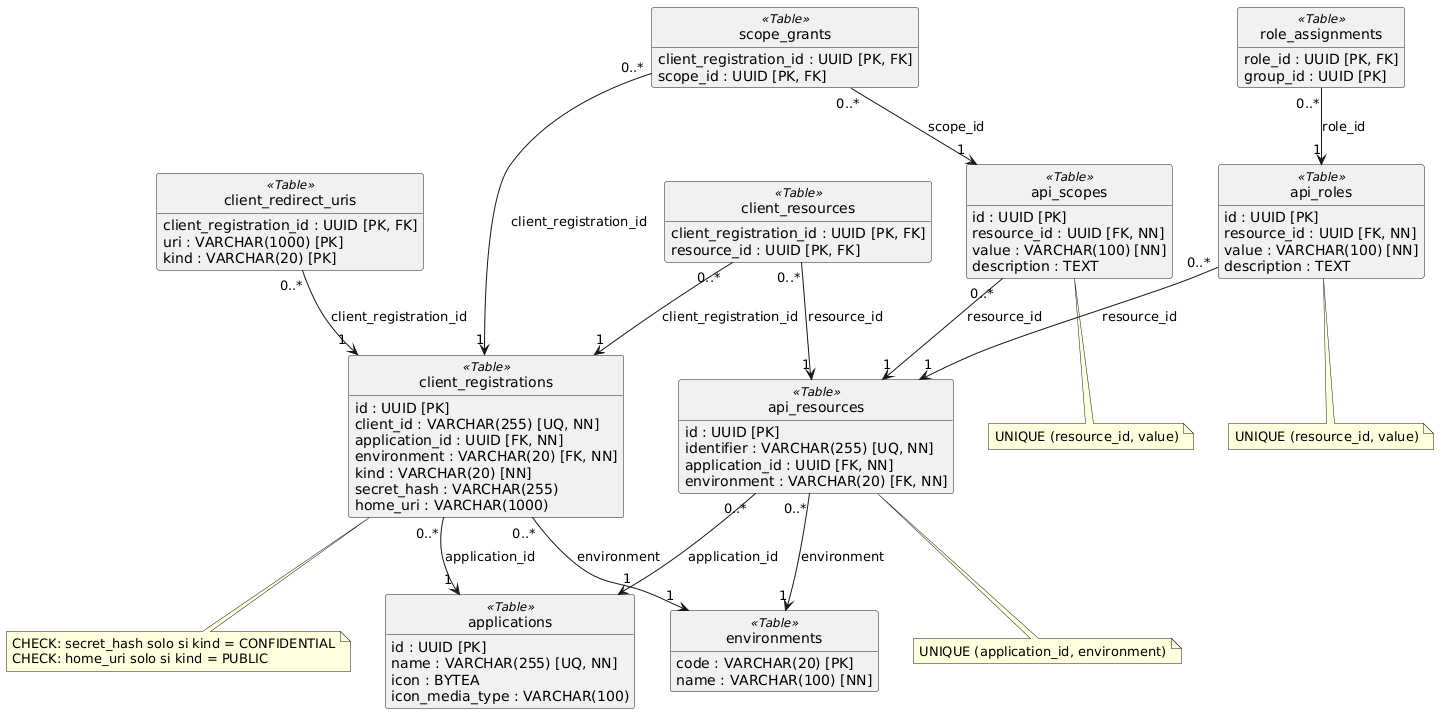 «Table»
scope_grants
client_registration_id : UUID [PK, FK]
scope_id : UUID [PK, FK]
«Table»
role_assignments
role_id : UUID [PK, FK]
group_id : UUID [PK]
0..*
0..*
0..*
scope_id
role_id
1
1
«Table»
client_redirect_uris
client_registration_id : UUID [PK, FK]
uri : VARCHAR(1000) [PK]
kind : VARCHAR(20) [PK]
client_registration_id
«Table»
client_resources
client_registration_id : UUID [PK, FK]
resource_id : UUID [PK, FK]
«Table»
api_scopes
id : UUID [PK]
resource_id : UUID [FK, NN]
value : VARCHAR(100) [NN]
description : TEXT
«Table»
api_roles
id : UUID [PK]
resource_id : UUID [FK, NN]
value : VARCHAR(100) [NN]
description : TEXT
0..*
0..*
0..*
0..*
0..*
client_registration_id
client_registration_id
resource_id
resource_id
resource_id
1
1
1
1
1
1
«Table»
client_registrations
id : UUID [PK]
client_id : VARCHAR(255) [UQ, NN]
application_id : UUID [FK, NN]
environment : VARCHAR(20) [FK, NN]
kind : VARCHAR(20) [NN]
secret_hash : VARCHAR(255)
home_uri : VARCHAR(1000)
«Table»
api_resources
id : UUID [PK]
identifier : VARCHAR(255) [UQ, NN]
application_id : UUID [FK, NN]
environment : VARCHAR(20) [FK, NN]
UNIQUE (resource_id, value)
UNIQUE (resource_id, value)
0..*
0..*
0..*
0..*
application_id
environment
application_id
environment
1
1
1
1
CHECK: secret_hash solo si kind = CONFIDENTIAL
CHECK: home_uri solo si kind = PUBLIC
«Table»
applications
id : UUID [PK]
name : VARCHAR(255) [UQ, NN]
icon : BYTEA
icon_media_type : VARCHAR(100)
«Table»
environments
code : VARCHAR(20) [PK]
name : VARCHAR(100) [NN]
UNIQUE (application_id, environment)